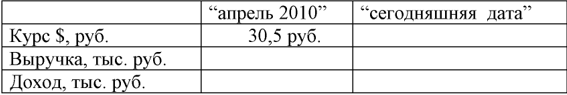 “апрель 2010” “сегодняшняя дата”
Курс $, руб. 30,5 руб.
Выручка, тыс. руб.
Доход, тыс. руб.